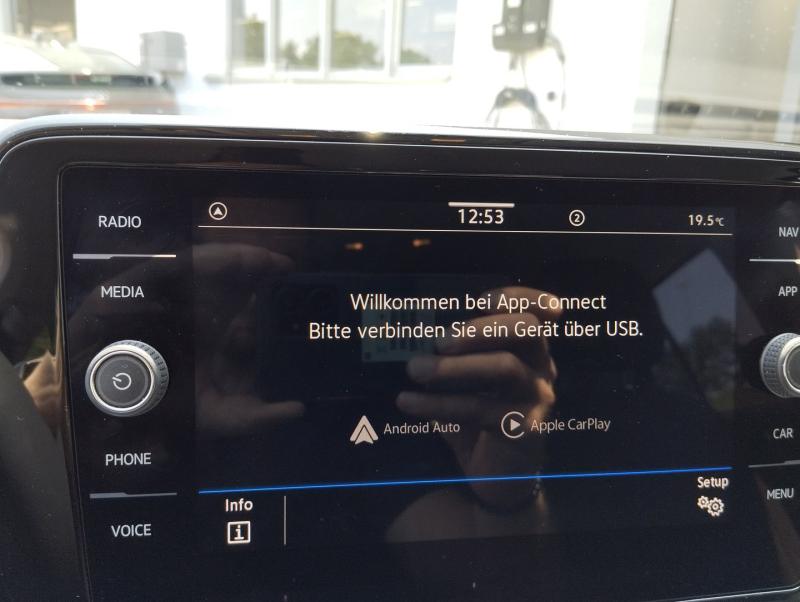 12:53
2
19.5°C
RADIO
NAV
MEDIA
APP
Willkommen bei App-Connect
Bitte verbinden Sie ein Gerät über USB.
Android Auto
Apple CarPlay
PHONE
CAR
Info
i
Setup
MENU
VOICE